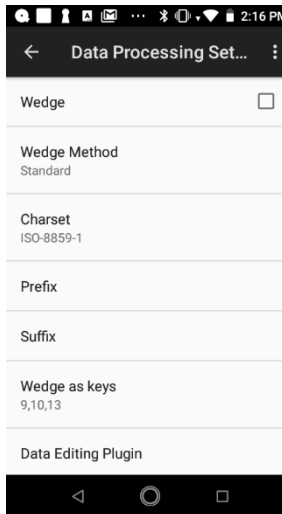 2:16 PM
Data Processing Set...
Wedge
Wedge Method
Standard
Charset
ISO-8859-1
Prefix
Suffix
Wedge as keys
9,10,13
Data Editing Plugin